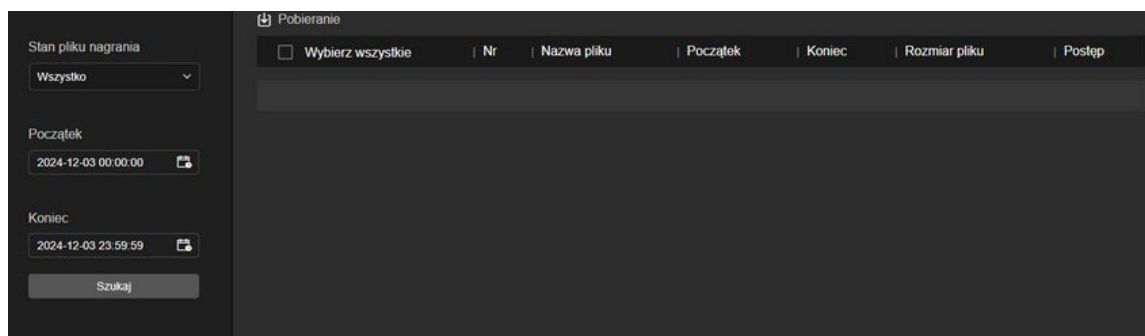 Pobieranie
Stan pliku nagrania
Wszystko
Początek
2024-12-03 00:00:00
Koniec
2024-12-03 23:59:59
Szukaj
Wybierz wszystkie | Nr | Nazwa pliku | Początek | Koniec | Rozmiar pliku | Postęp